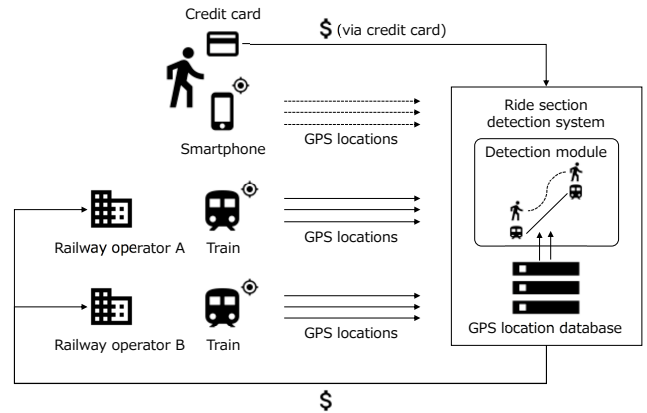 Credit card
$ (via credit card)
Smartphone
GPS locations
Ride section
detection system
Detection module
Railway operator A
Train
GPS locations
Railway operator B
Train
GPS locations
GPS location database
$